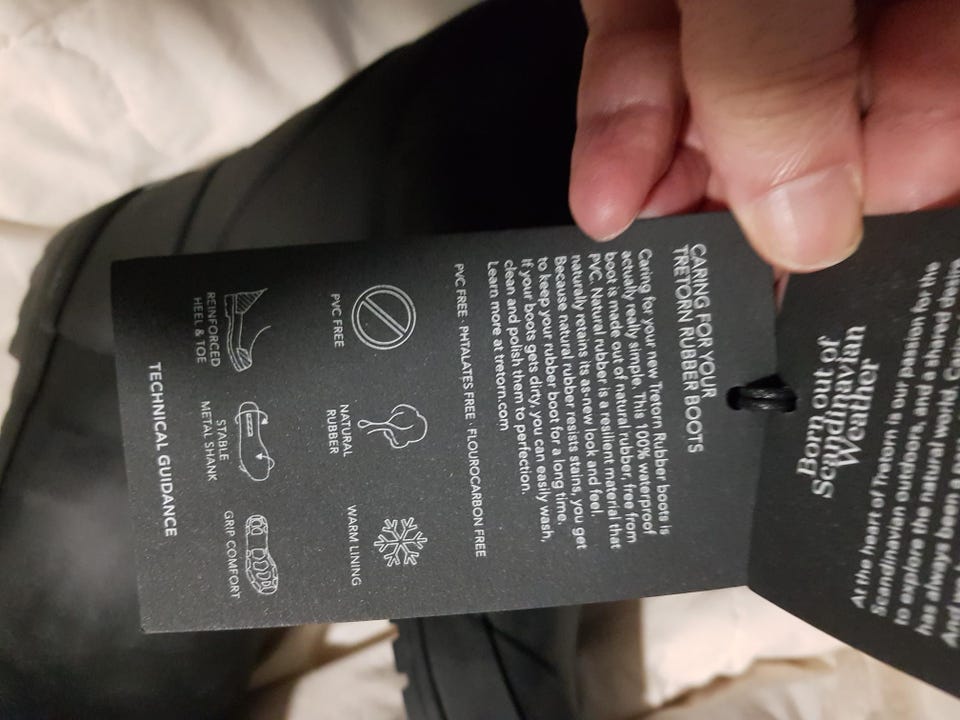 CARING FOR YOUR
TRETORN RUBBER BOOTS
Caring for your new Tretorn Rubber boots is
actually really simple. This 100% waterproof
boot is made out of natural rubber, free from
PVC. Natural rubber is a resilient material that
naturally retains its as-new look and feel.
Because natural rubber resists stains, you get
to keep your rubber boot for a long time.
If your boots gets dirty, you can easily wash,
clean and polish them to perfection.
Learn more at tretorn.com
PVC FREE · PHTALATES FREE · FLOUROCARBON FREE
PVC FREE
NATURAL
RUBBER
WARM LINING
REINFORCED
HEEL & TOE
STABLE
METAL SHANK
GRIP COMFORT
TECHNICAL GUIDANCE
Born out of
Scandinavian
Weather
At the heart of Tretorn is our passion for the
Scandinavian outdoors, and a shared desire
to explore the natural world.
has always been a
And we